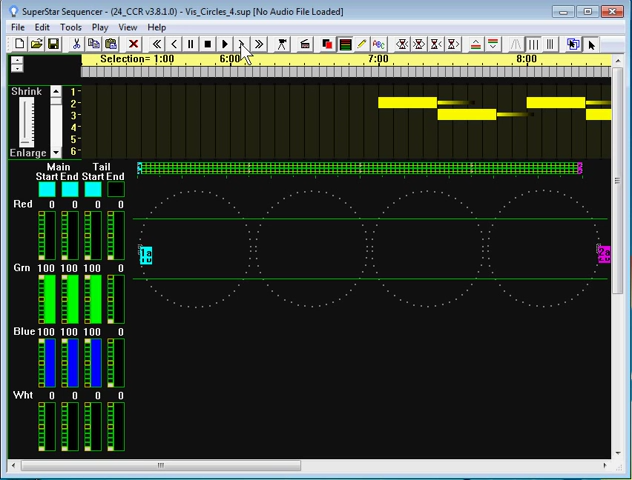 SuperStar Sequencer - (24_CCR v3.8.1.0) - Vis_Circles_4.sup [No Audio File Loaded]
File Edit Tools Play View Help
Selection= 1:00 6:00 7:00 8:00
Shrink
Enlarge
1
2
3
4
5
6
Main Tail
Start End Start End
Red 0 0 0 0
Grn 100 100 100 0
Blue 100 100 100 0
Wht 0 0 0 0
1a